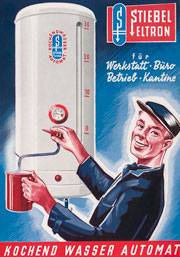 STIEBEL
ELTRON
für
Werkstatt · Büro
Betrieb · Kantine
KOCHEND WASSER AUTOMAT